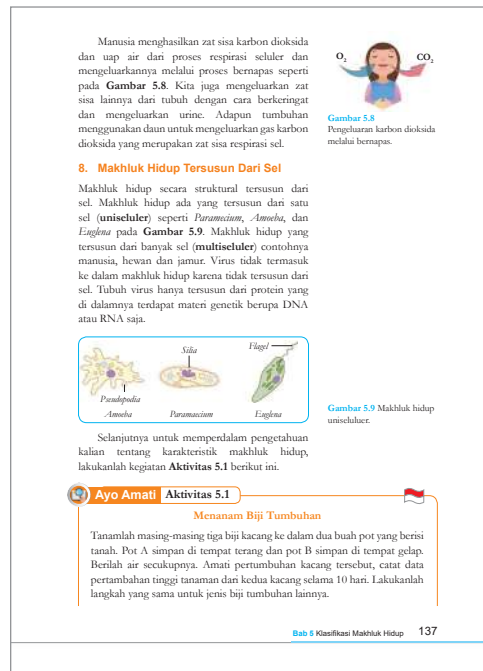 Manusia menghasilkan zat sisa karbon dioksida
dan uap air dari proses respirasi seluler dan
mengeluarkannya melalui proses bernapas seperti
pada Gambar 5.8. Kita juga mengeluarkan zat
sisa lainnya dari tubuh dengan cara berkeringat
dan mengeluarkan urine. Adapun tumbuhan
menggunakan daun untuk mengeluarkan gas karbon
dioksida yang merupakan zat sisa respirasi sel.
O2
CO2
Gambar 5.8
Pengeluaran karbon dioksida
melalui bernapas.
8. Makhluk Hidup Tersusun Dari Sel
Makhluk hidup secara struktural tersusun dari
sel. Makhluk hidup ada yang tersusun dari satu
sel (uniseluler) seperti Paramecium, Amoeba, dan
Euglena pada Gambar 5.9. Makhluk hidup yang
tersusun dari banyak sel (multiseluler) contohnya
manusia, hewan dan jamur. Virus tidak termasuk
ke dalam makhluk hidup karena tidak tersusun dari
sel. Tubuh virus hanya tersusun dari protein yang
di dalamnya terdapat materi genetik berupa DNA
atau RNA saja.
Silia
Flagel
Pseudopodia
Amoeba
Paramaecium
Euglena
Gambar 5.9 Makhluk hidup
uniseluluer.
Selanjutnya untuk memperdalam pengetahuan
kalian tentang karakteristik makhluk hidup,
lakukanlah kegiatan Aktivitas 5.1 berikut ini.
Ayo Amati Aktivitas 5.1
Menanam Biji Tumbuhan
Tanamlah masing-masing tiga biji kacang ke dalam dua buah pot yang berisi
tanah. Pot A simpan di tempat terang dan pot B simpan di tempat gelap.
Berilah air secukupnya. Amati pertumbuhan kacang tersebut, catat data
pertambahan tinggi tanaman dari kedua kacang selama 10 hari. Lakukanlah
langkah yang sama untuk jenis biji tumbuhan lainnya.
Bab 5 Klasifikasi Makhluk Hidup 137